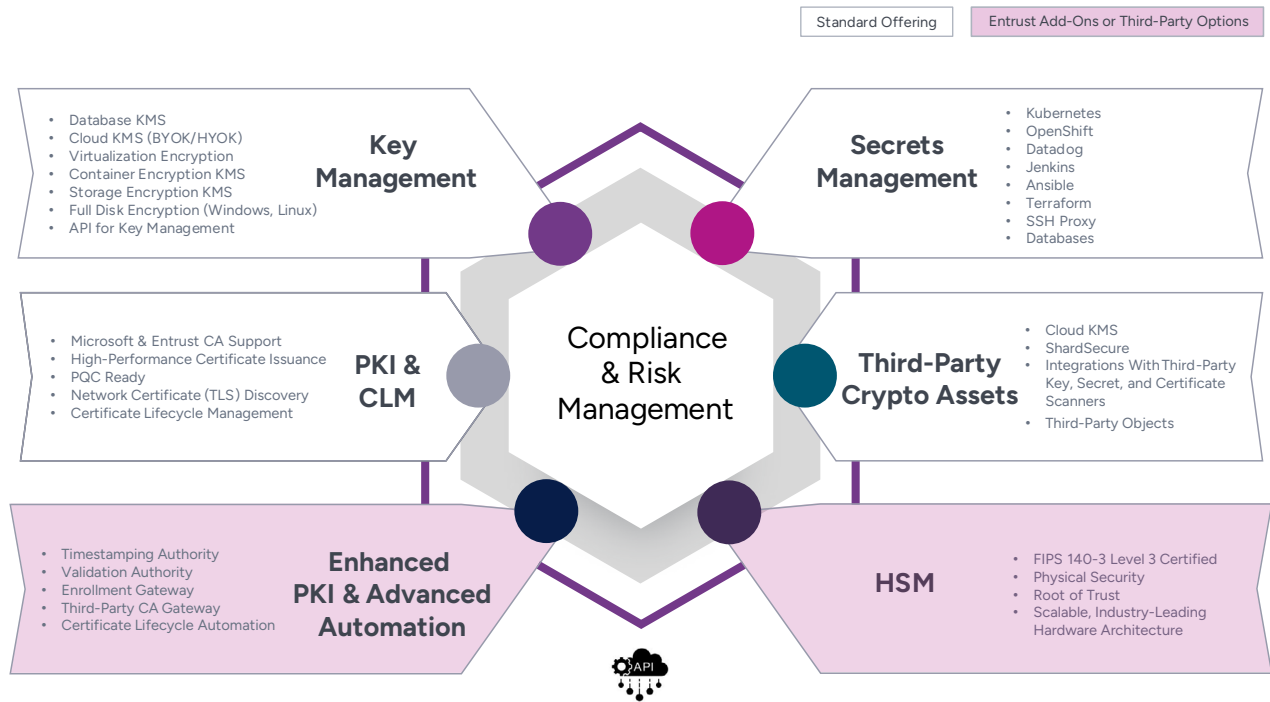 Standard Offering
Entrust Add-Ons or Third-Party Options
• Database KMS
• Cloud KMS (BYOK/HYOK)
• Virtualization Encryption
• Container Encryption KMS
• Storage Encryption KMS
• Full Disk Encryption (Windows, Linux)
• API for Key Management
Key
Management
Secrets
Management
• Kubernetes
• OpenShift
• Datadog
• Jenkins
• Ansible
• Terraform
• SSH Proxy
• Databases
• Microsoft & Entrust CA Support
• High-Performance Certificate Issuance
• PQC Ready
• Network Certificate (TLS) Discovery
• Certificate Lifecycle Management
PKI &
CLM
Compliance
& Risk
Management
Third-Party
Crypto Assets
• Cloud KMS
• ShardSecure
• Integrations With Third-Party
Key, Secret, and Certificate
Scanners
• Third-Party Objects
• Timestamping Authority
• Validation Authority
• Enrollment Gateway
• Third-Party CA Gateway
• Certificate Lifecycle Automation
Enhanced
PKI & Advanced
Automation
HSM
• FIPS 140-3 Level 3 Certified
• Physical Security
• Root of Trust
• Scalable, Industry-Leading
Hardware Architecture
API